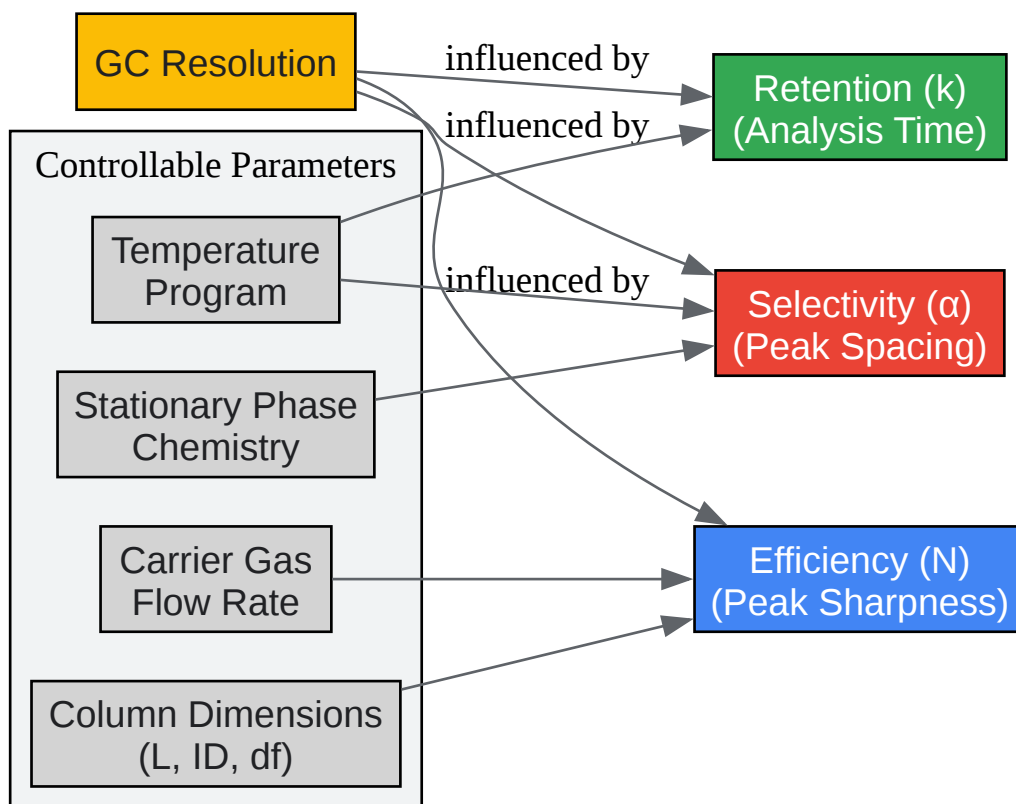 GC Resolution
influenced by
Retention (k)
(Analysis Time)
influenced by
Controllable Parameters
Temperature
Program
influenced by
Selectivity (α)
(Peak Spacing)
Stationary Phase
Chemistry
Carrier Gas
Flow Rate
Efficiency (N)
(Peak Sharpness)
Column Dimensions
(L, ID, df)